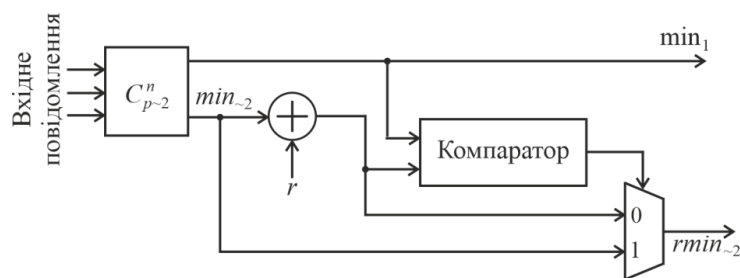 Вхідне
повідомлення
C^n_{p~2}
min_{~2}
r
min_1
Компаратор
0
1
rmin_{~2}